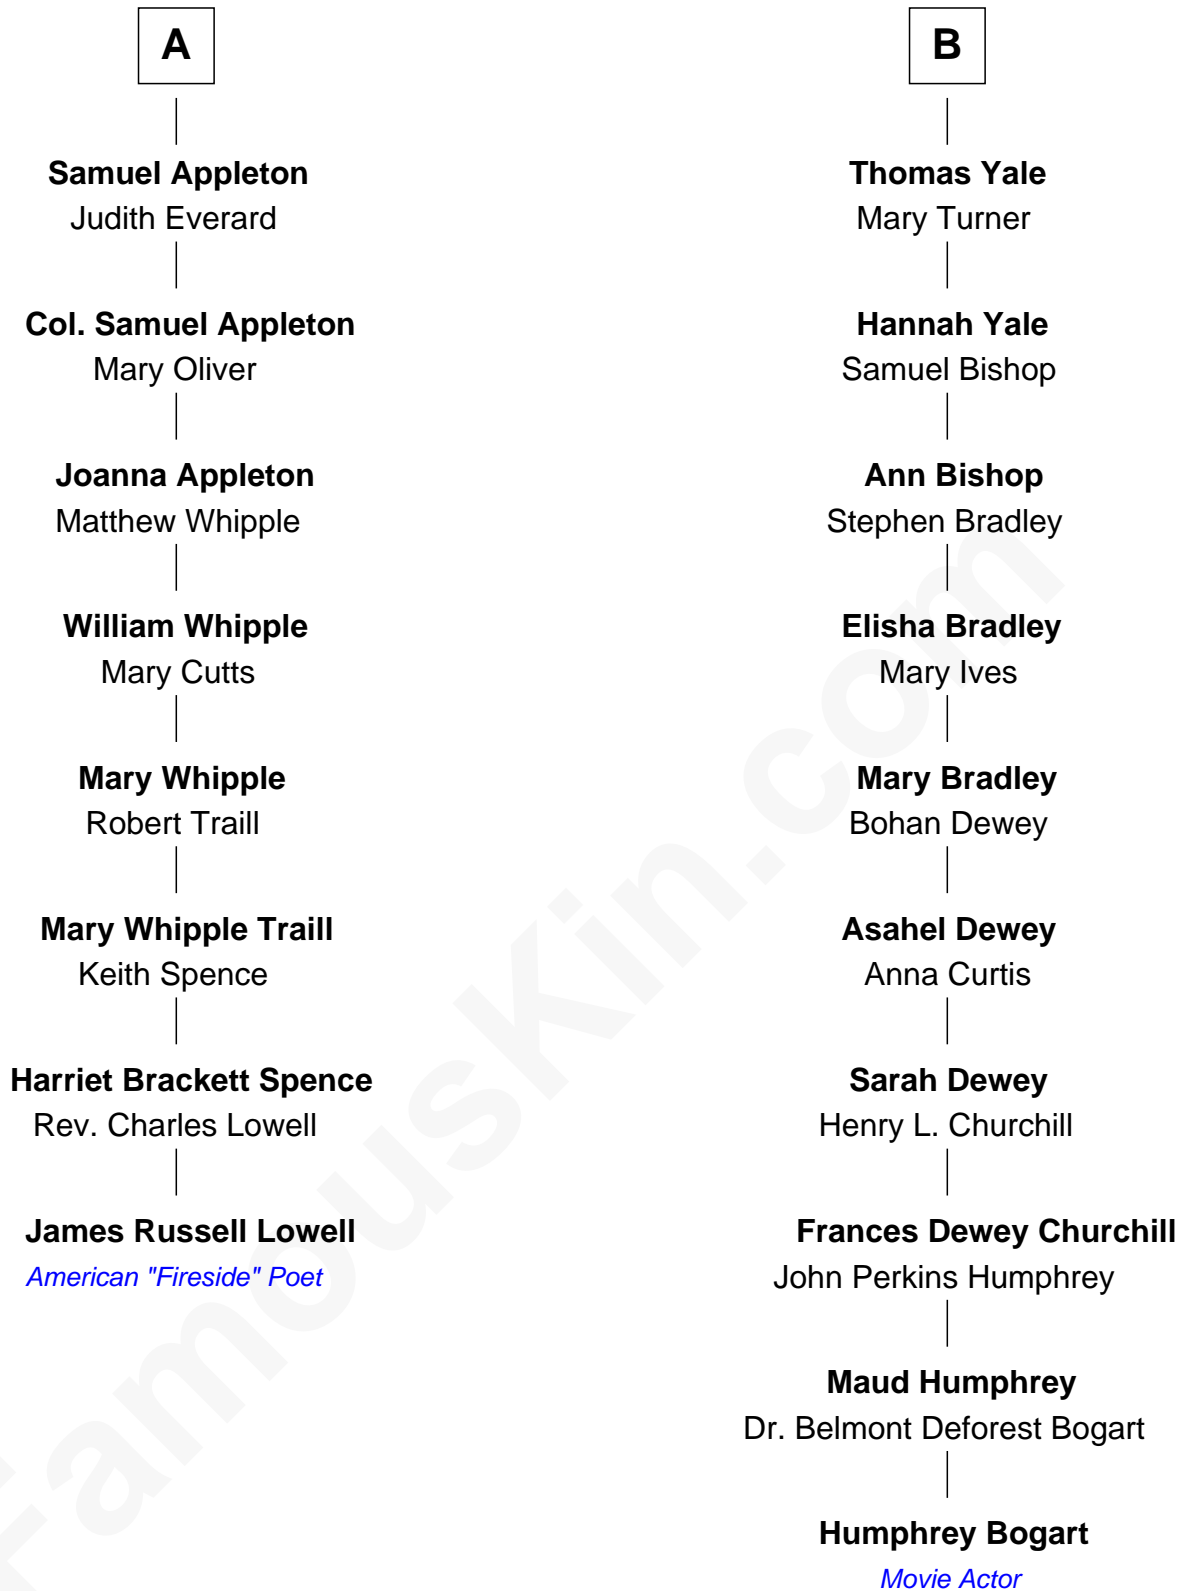 A
Samuel Appleton
Judith Everard
Col. Samuel Appleton
Mary Oliver
Joanna Appleton
Matthew Whipple
William Whipple
Mary Cutts
Mary Whipple
Robert Traill
Mary Whipple Traill
Keith Spence
Harriet Brackett Spence
Rev. Charles Lowell
James Russell Lowell
American "Fireside" Poet
B
Thomas Yale
Mary Turner
Hannah Yale
Samuel Bishop
Ann Bishop
Stephen Bradley
Elisha Bradley
Mary Ives
Mary Bradley
Bohan Dewey
Asahel Dewey
Anna Curtis
Sarah Dewey
Henry L. Churchill
Frances Dewey Churchill
John Perkins Humphrey
Maud Humphrey
Dr. Belmont Deforest Bogart
Humphrey Bogart
Movie Actor
FamousKin.com